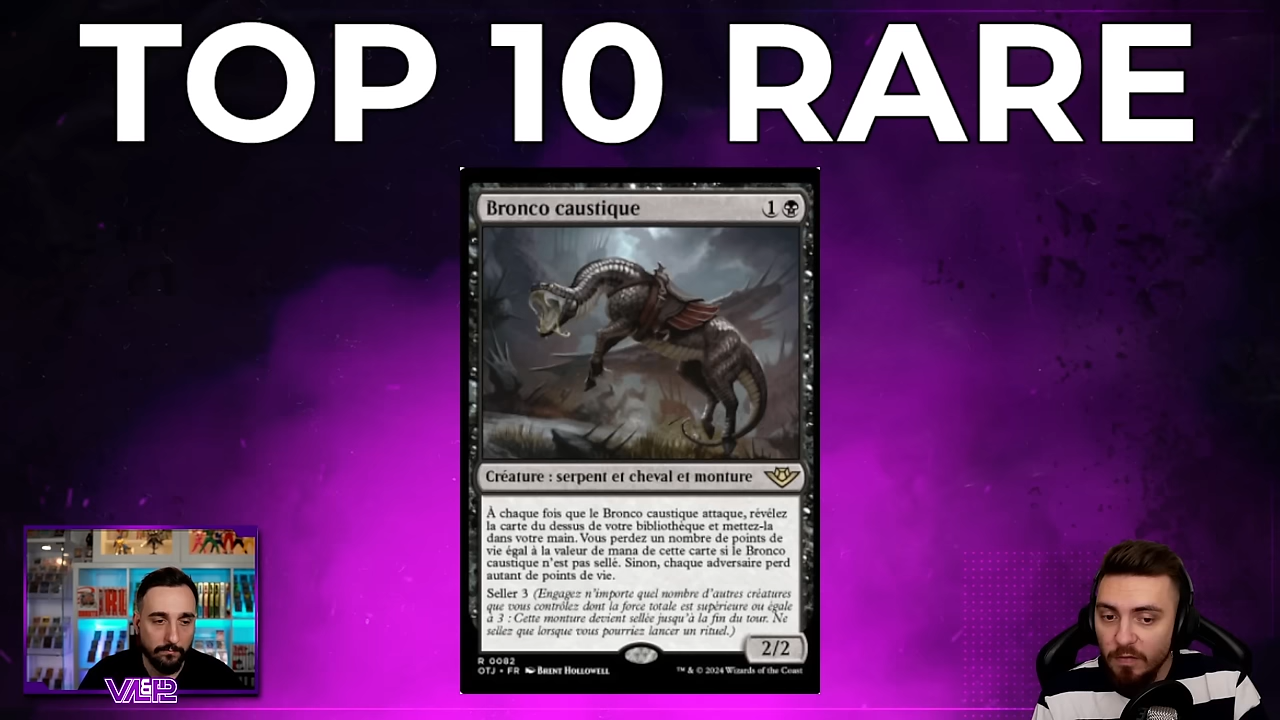 TOP 10 RARE
Bronco caustique 1
Créature : serpent et cheval et monture
À chaque fois que le Bronco caustique attaque, révélez
la carte du dessus de votre bibliothèque et mettez-la
dans votre main. Vous perdez un nombre de points de
vie égal à la valeur de mana de cette carte si le Bronco
caustique n'est pas sellé. Sinon, chaque adversaire perd
autant de points de vie.
Seller 3 (Engagez n'importe quel nombre d'autres créatures
que vous contrôlez dont la force totale est supérieure ou égale
à 3 : Cette monture devient sellée jusqu'à la fin du tour. Ne
sellez que lorsque vous pourriez lancer un rituel.)
2/2
R 0082
OTJ • FR Brent Hollowell
™ & © 2024 Wizards of the Coast